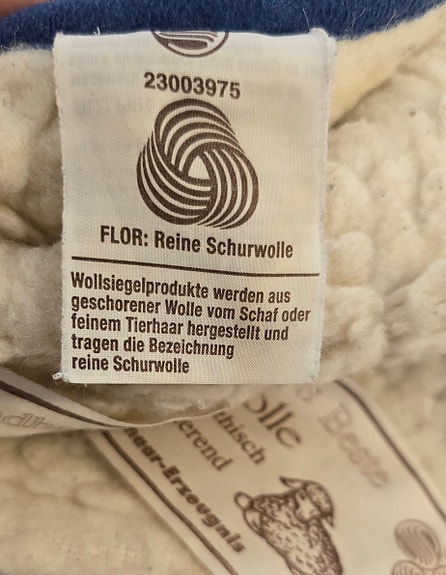 23003975
FLOR: Reine Schurwolle
Wollsiegelprodukte werden aus
geschorener Wolle vom Schaf oder
feinem Tierhaar hergestellt und
tragen die Bezeichnung
reine Schurwolle
Beste
olle
thisch
erend
aar-Erzeugnis